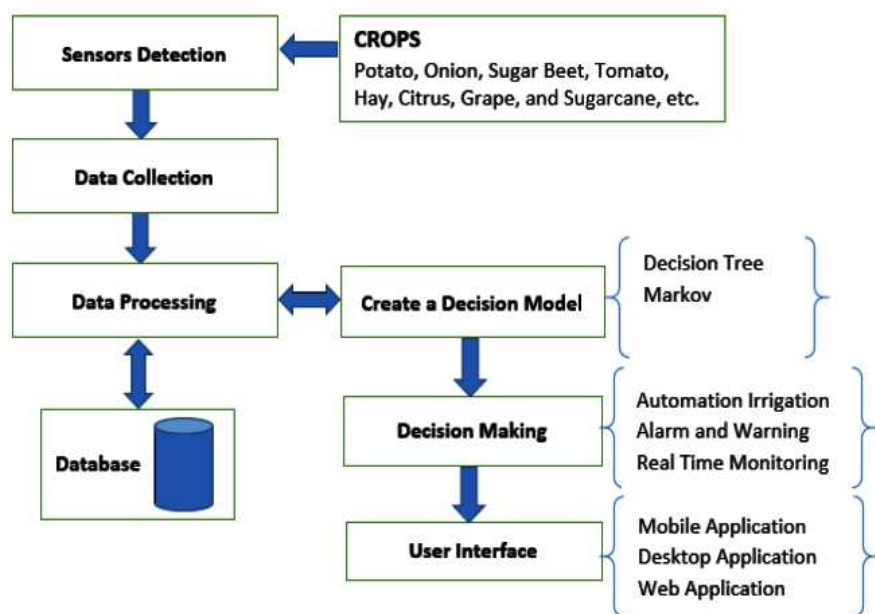 Sensors Detection
CROPS
Potato, Onion, Sugar Beet, Tomato,
Hay, Citrus, Grape, and Sugarcane, etc.
Data Collection
Data Processing
Create a Decision Model
Decision Tree
Markov
Database
Decision Making
Automation Irrigation
Alarm and Warning
Real Time Monitoring
User Interface
Mobile Application
Desktop Application
Web Application